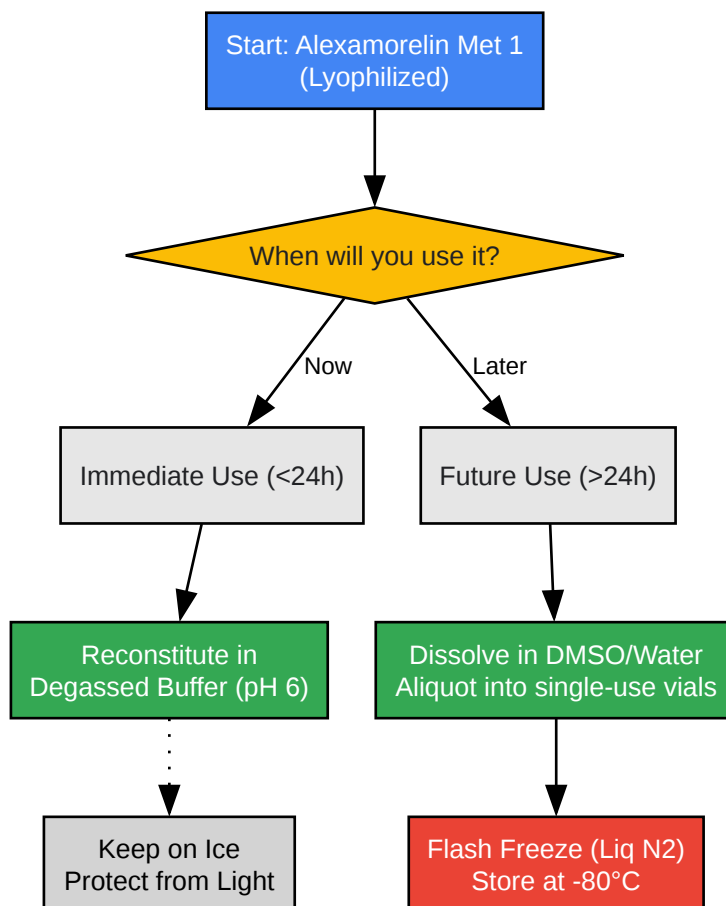 Start: Alexamorelin Met 1
(Lyophilized)
When will you use it?
Now
Later
Immediate Use (<24h)
Future Use (>24h)
Reconstitute in
Degassed Buffer (pH 6)
Dissolve in DMSO/Water
Aliquot into single-use vials
Keep on Ice
Protect from Light
Flash Freeze (Liq N2)
Store at -80°C